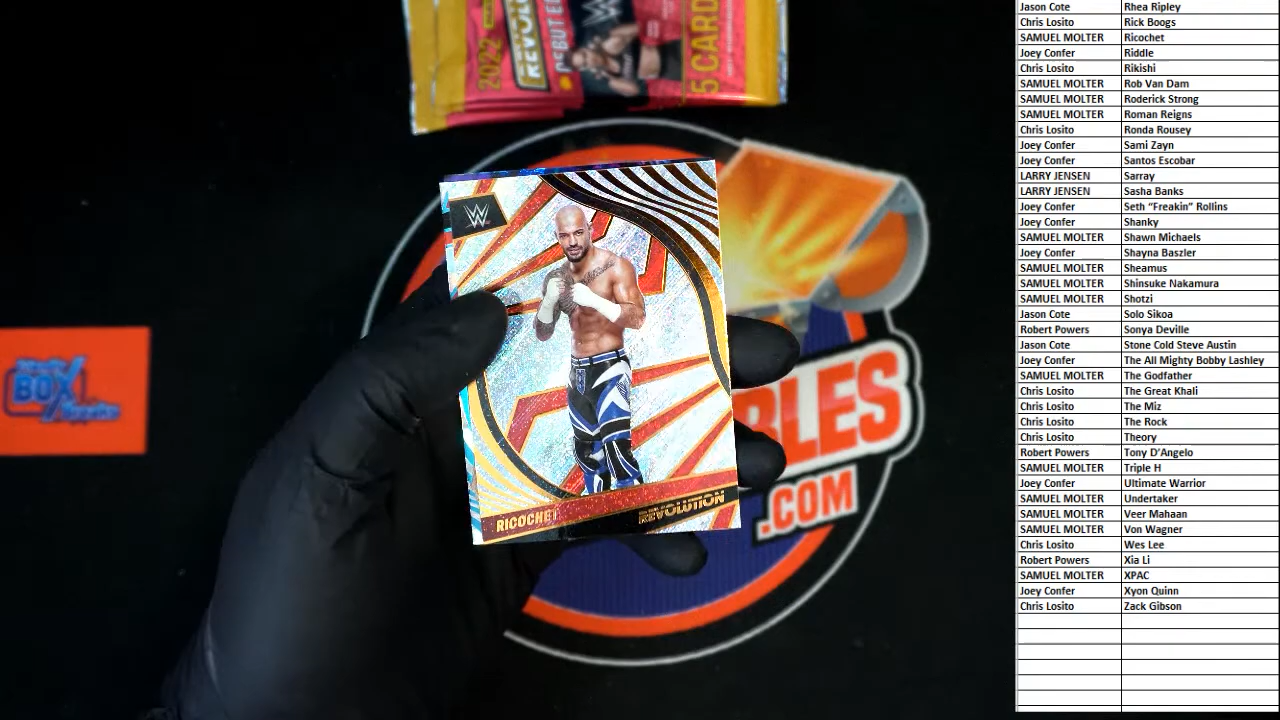 2022
REVOL
DEBUT E
5 CARD
W
RICOCHET
REVOLUTION
BOX
BLES
.COM
Jason Cote Rhea Ripley
Chris Losito Rick Boogs
SAMUEL MOLTER Ricochet
Joey Confer Riddle
Chris Losito Rikishi
SAMUEL MOLTER Rob Van Dam
SAMUEL MOLTER Roderick Strong
SAMUEL MOLTER Roman Reigns
Chris Losito Ronda Rousey
Joey Confer Sami Zayn
Joey Confer Santos Escobar
LARRY JENSEN Sarray
LARRY JENSEN Sasha Banks
Joey Confer Seth “Freakin” Rollins
Joey Confer Shanky
SAMUEL MOLTER Shawn Michaels
Joey Confer Shayna Baszler
SAMUEL MOLTER Sheamus
SAMUEL MOLTER Shinsuke Nakamura
SAMUEL MOLTER Shotzi
Jason Cote Solo Sikoa
Robert Powers Sonya Deville
Jason Cote Stone Cold Steve Austin
Joey Confer The All Mighty Bobby Lashley
SAMUEL MOLTER The Godfather
Chris Losito The Great Khali
Chris Losito The Miz
Chris Losito The Rock
Chris Losito Theory
Robert Powers Tony D’Angelo
SAMUEL MOLTER Triple H
Joey Confer Ultimate Warrior
SAMUEL MOLTER Undertaker
SAMUEL MOLTER Veer Mahaan
SAMUEL MOLTER Von Wagner
Chris Losito Wes Lee
Robert Powers Xia Li
SAMUEL MOLTER XPAC
Joey Confer Xyon Quinn
Chris Losito Zack Gibson